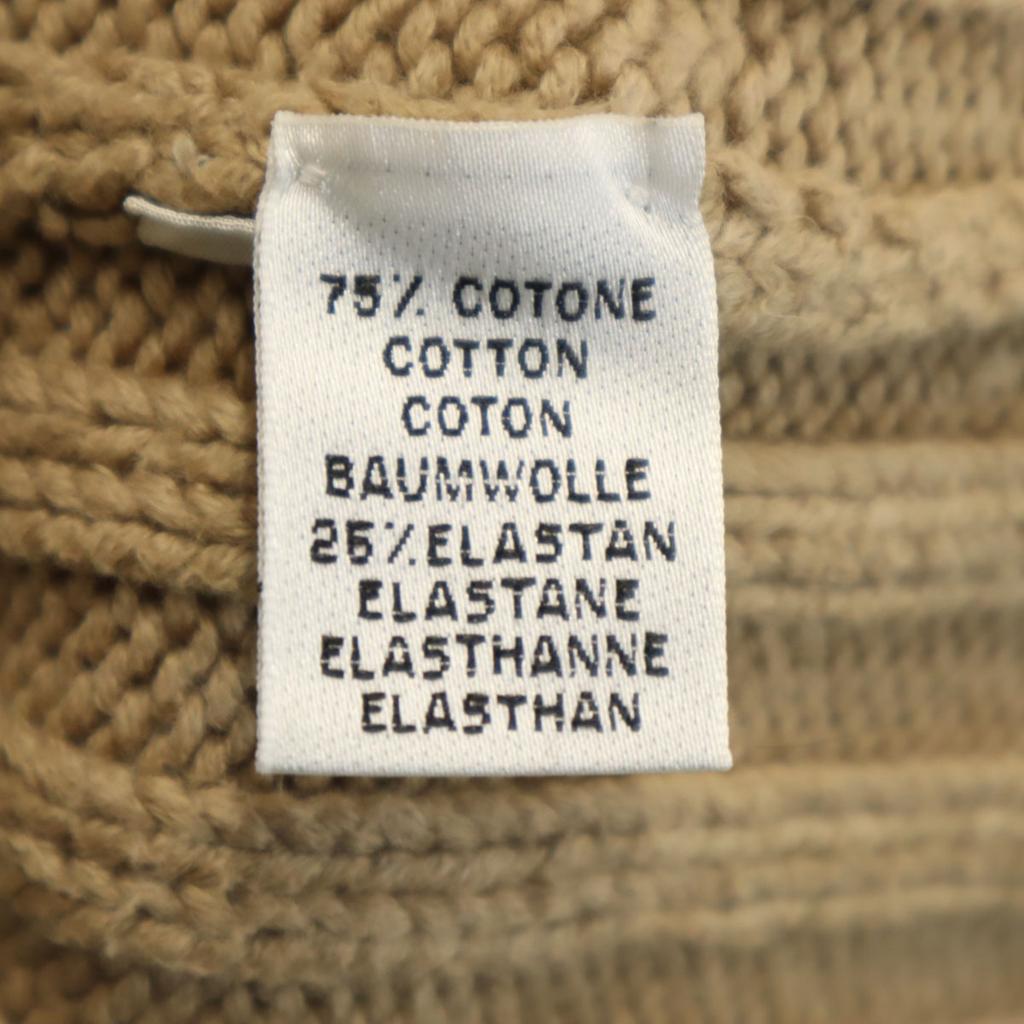 75% COTONE
COTTON
COTON
BAUMWOLLE
25% ELASTAN
ELASTANE
ELASTHANNE
ELASTHAN